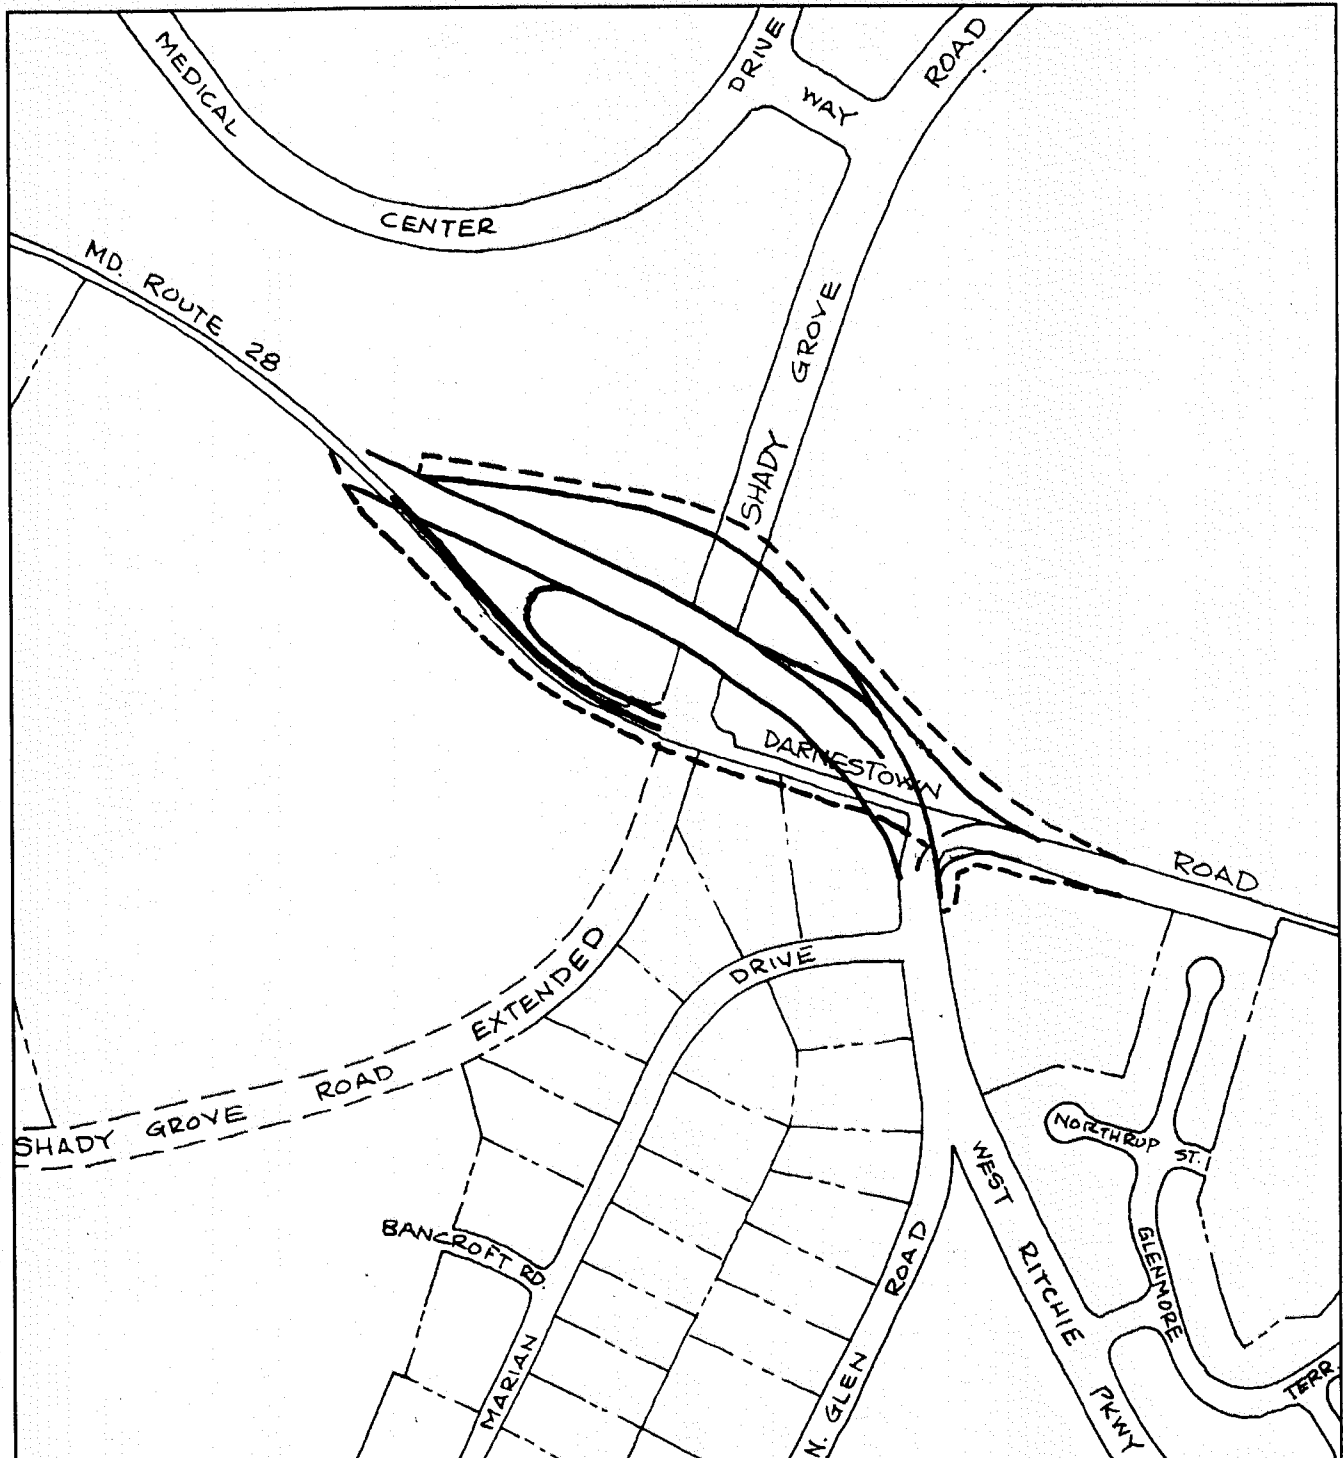 MEDICAL
CENTER
DRIVE
WAY
ROAD
MD. ROUTE 28
SHADY GROVE
DARNESTOWN
ROAD
SHADY GROVE ROAD EXTENDED
DRIVE
MARIAN
BANCROFT RD.
N. GLEN ROAD
WEST RITCHIE PKWY
NORTHRUP ST.
GLENMORE
TERR.